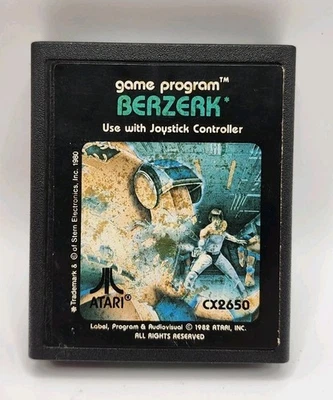 game program™
BERZERK*
Use with Joystick Controller
* Trademark & © of Stern Electronics, Inc. 1980
ATARI®
CX2650
Label, Program & Audiovisual © 1982 ATARI, INC.
ALL RIGHTS RESERVED